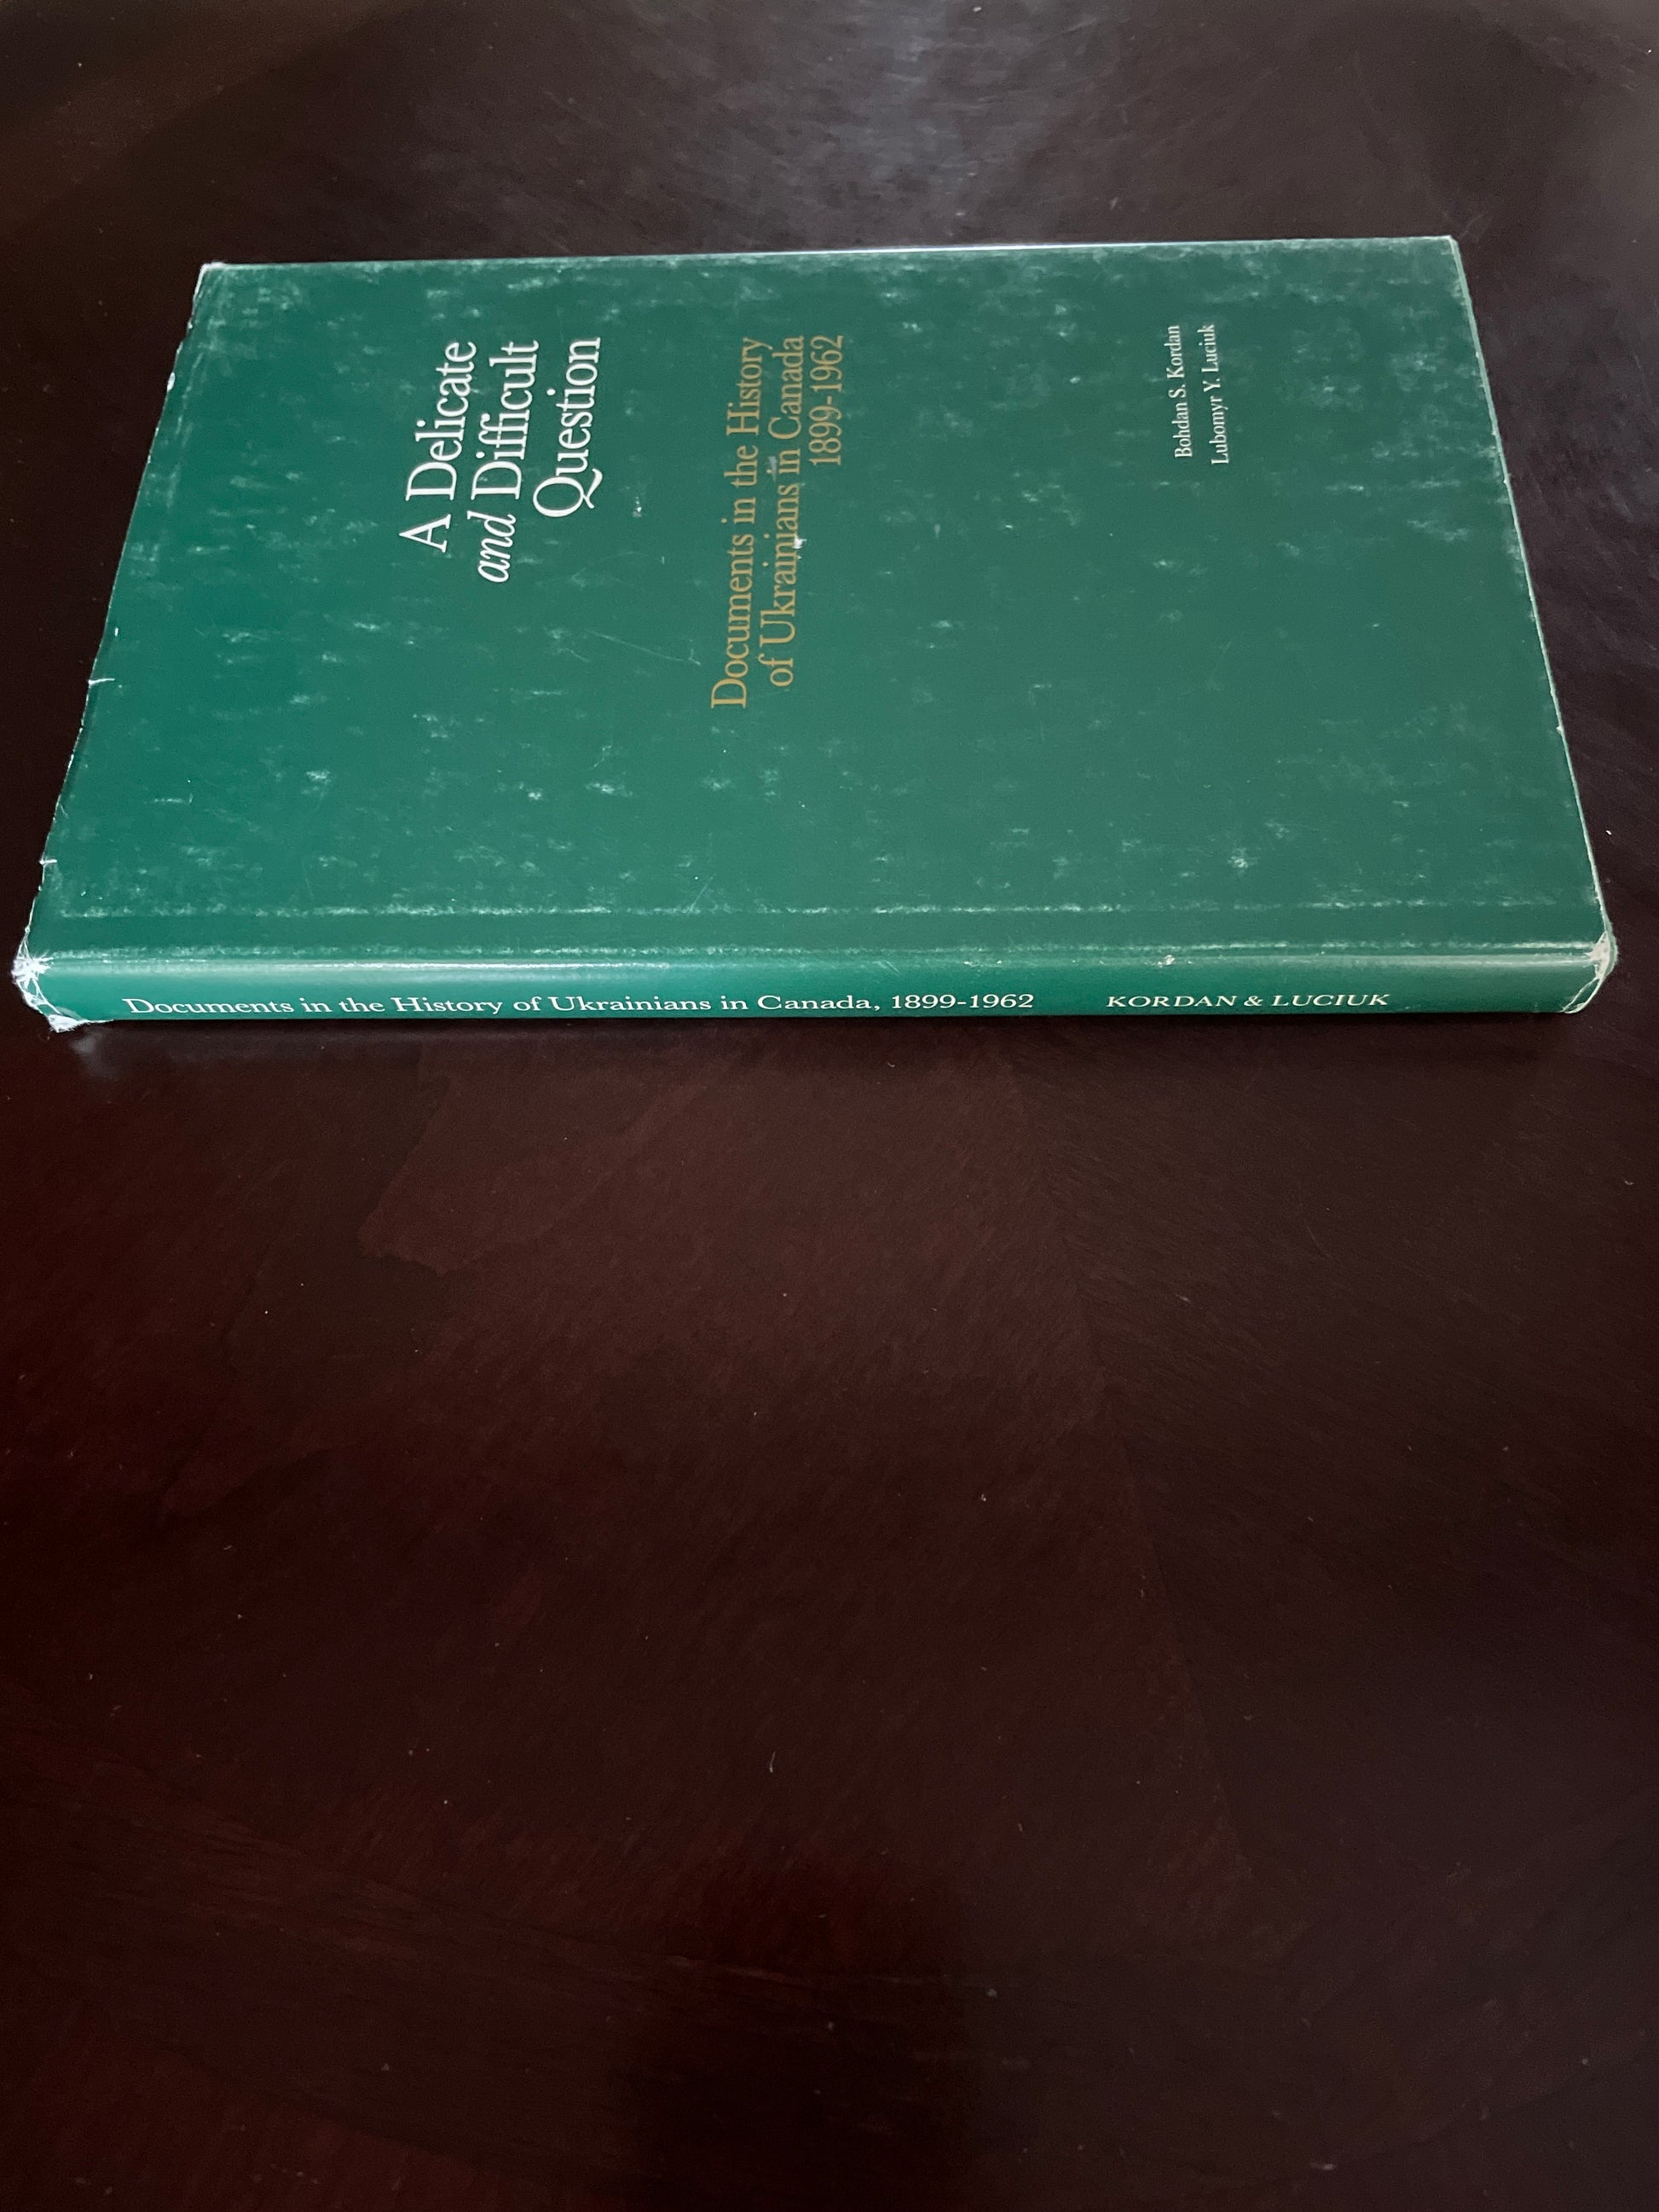 A Delicate
and Difficult
Question
Documents in the History
of Ukrainians in Canada
1899-1962
Bohdan S. Kordan
Lubomyr Y. Luciuk
Documents in the History of Ukrainians in Canada, 1899-1962 KORDAN & LUCIUK